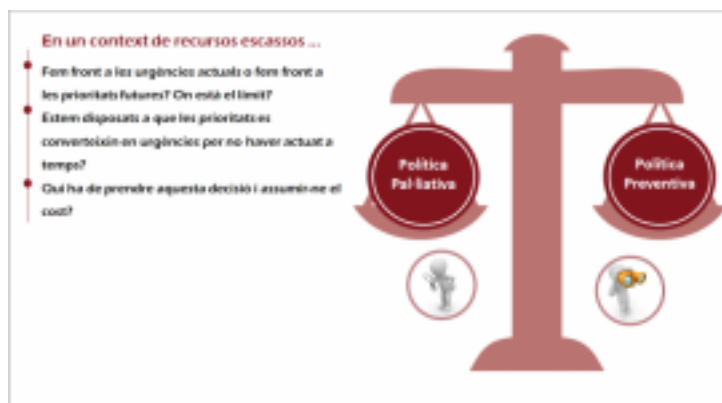 En un context de recursos escassos ...
Fem front a les urgències actuals o fem front a
les prioritats futures? On està el límit?
Estem disposats a que les prioritats es
converteixin en urgències per no haver actuat a
temps?
Qui ha de prendre aquesta decisió i assumir-ne el
cost?
Política
Pal·liativa
Política
Preventiva